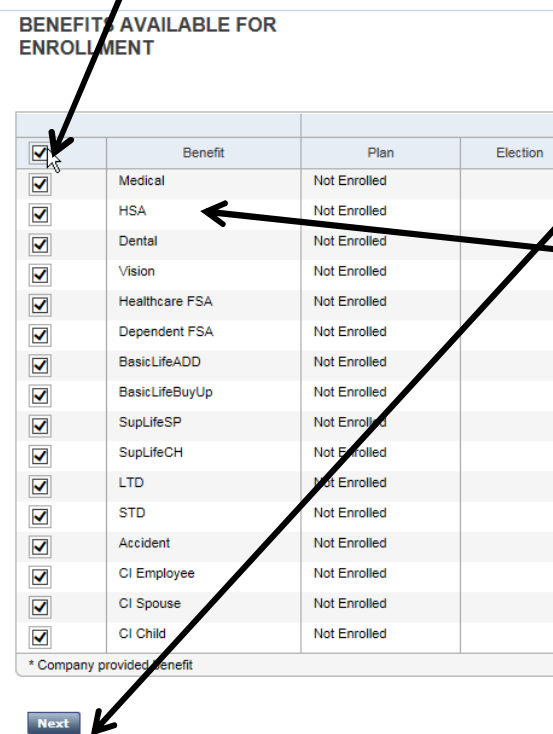 BENEFITS AVAILABLE FOR
ENROLLMENT
Benefit Plan Election
Medical Not Enrolled
HSA Not Enrolled
Dental Not Enrolled
Vision Not Enrolled
Healthcare FSA Not Enrolled
Dependent FSA Not Enrolled
BasicLifeADD Not Enrolled
BasicLifeBuyUp Not Enrolled
SupLifeSP Not Enrolled
SupLifeCH Not Enrolled
LTD Not Enrolled
STD Not Enrolled
Accident Not Enrolled
CI Employee Not Enrolled
CI Spouse Not Enrolled
CI Child Not Enrolled
* Company provided benefit
Next